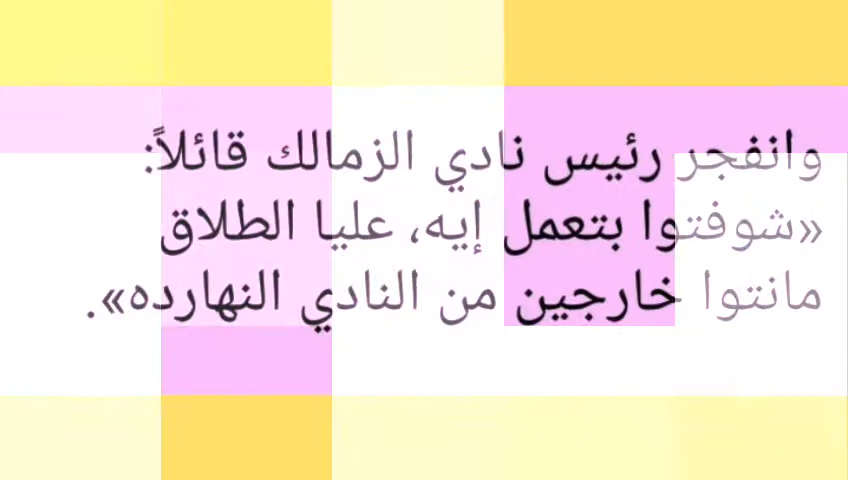 وانفجر رئيس نادي الزمالك قائلاً:
«شوفتوا بتعمل إيه، عليا الطلاق
مانتوا خارجين من النادي النهارده».